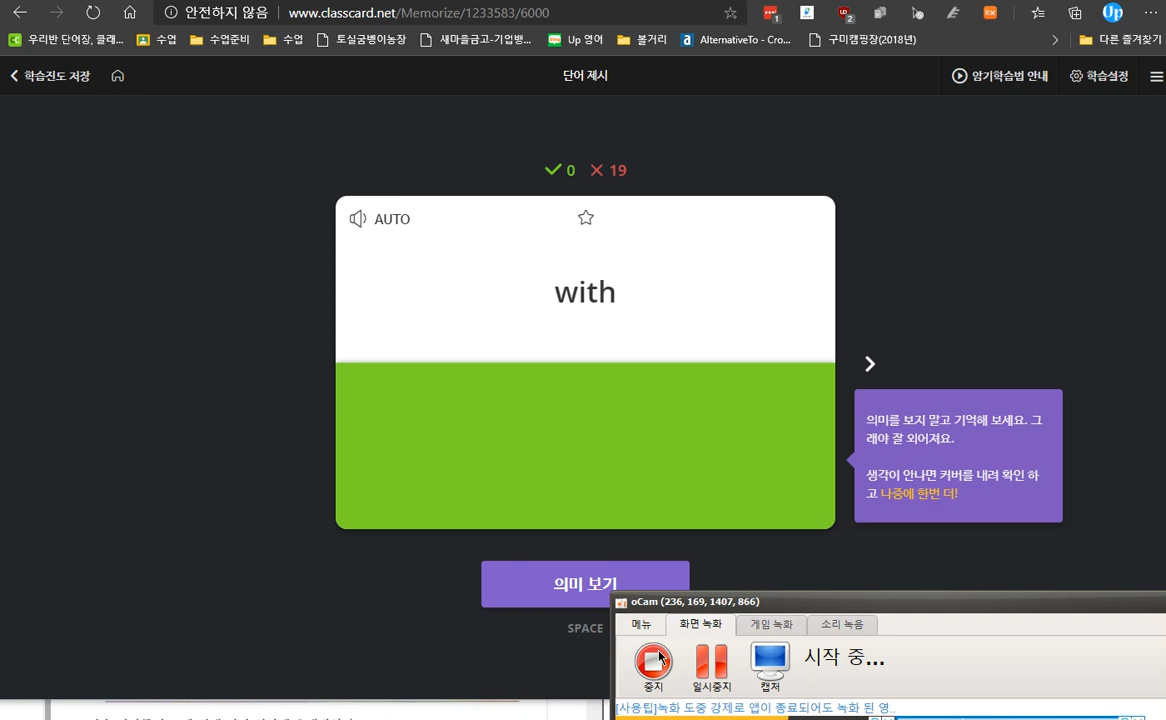 안전하지 않음 www.classcard.net/Memorize/1233583/6000
우리반 단어장, 클래... 수업 수업준비 수업 토실궁뱅이농장 새마을금고-기업뱅... Up 영어 볼거리 AlternativeTo - Cro... 구미캠핑장(2018년) 다른 즐겨찾기
학습진도 저장 단어 제시 암기학습법 안내 학습설정
0 19
AUTO
with
의미를 보지 말고 기억해 보세요. 그
래야 잘 외어져요.
생각이 안나면 커버를 내려 확인 하
고 나중에 한번 더!
의미 보기
SPACE
oCam (236, 169, 1407, 866)
메뉴 화면 녹화 게임 녹화 소리 녹음
시작 중...
중지 일시중지 캡처
[사용팁]녹화 도중 강제로 앱이 종료되어도 녹화 된 영..